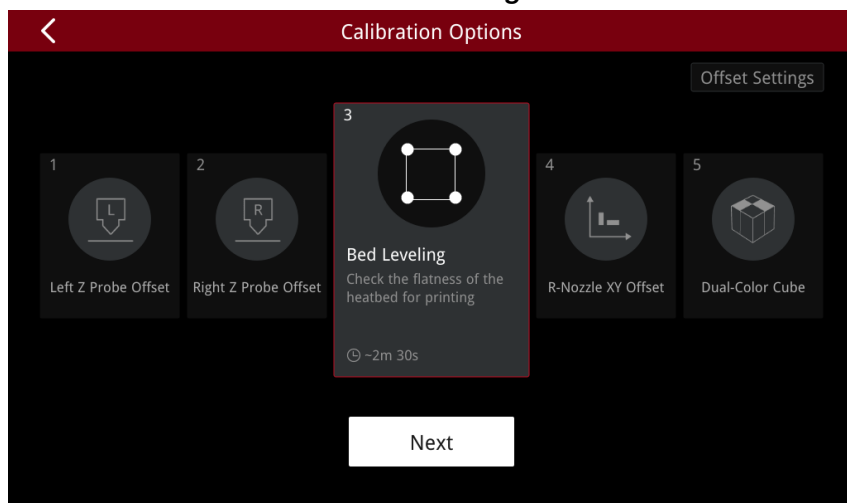 Calibration Options
Offset Settings
1
L
Left Z Probe Offset
2
R
Right Z Probe Offset
3
Bed Leveling
Check the flatness of the
heatbed for printing
~2m 30s
4
R-Nozzle XY Offset
5
Dual-Color Cube
Next